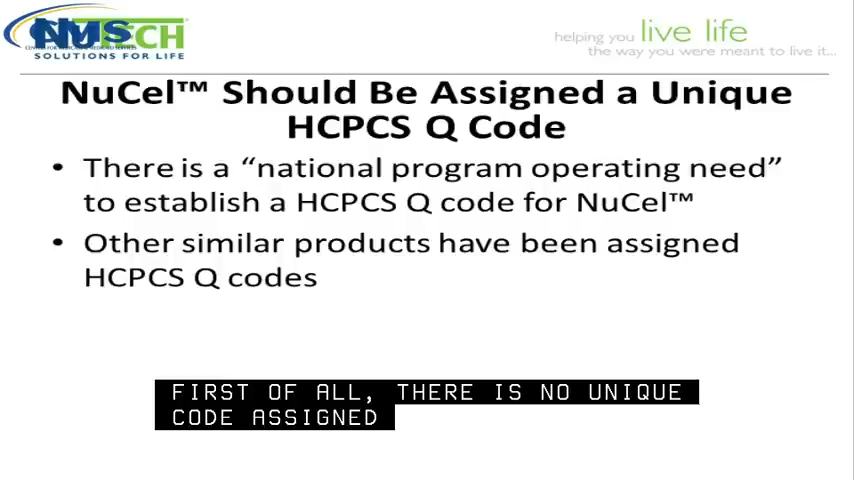 SOLUTIONS FOR LIFE
helping you live life
the way you were meant to live it...
NuCel™ Should Be Assigned a Unique
HCPCS Q Code
• There is a “national program operating need”
to establish a HCPCS Q code for NuCel™
• Other similar products have been assigned
HCPCS Q codes
FIRST OF ALL, THERE IS NO UNIQUE
CODE ASSIGNED